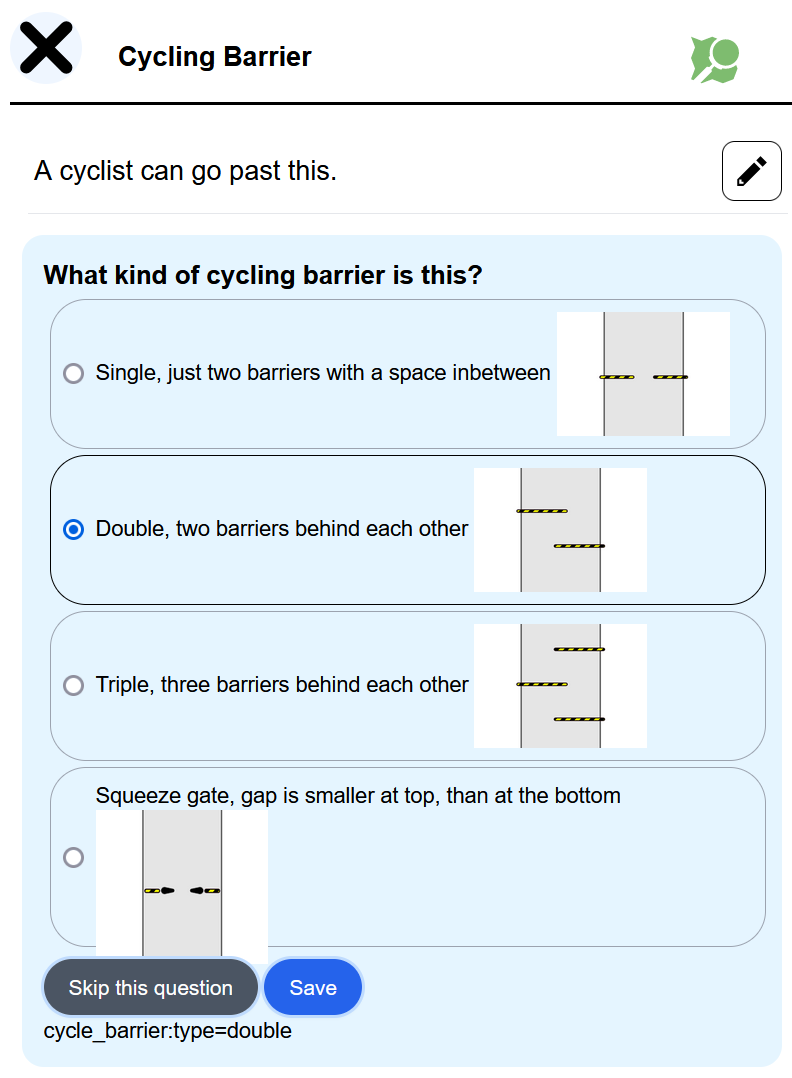 Cycling Barrier
A cyclist can go past this.
What kind of cycling barrier is this?
Single, just two barriers with a space inbetween
Double, two barriers behind each other
Triple, three barriers behind each other
Squeeze gate, gap is smaller at top, than at the bottom
Skip this question
Save
cycle_barrier:type=double